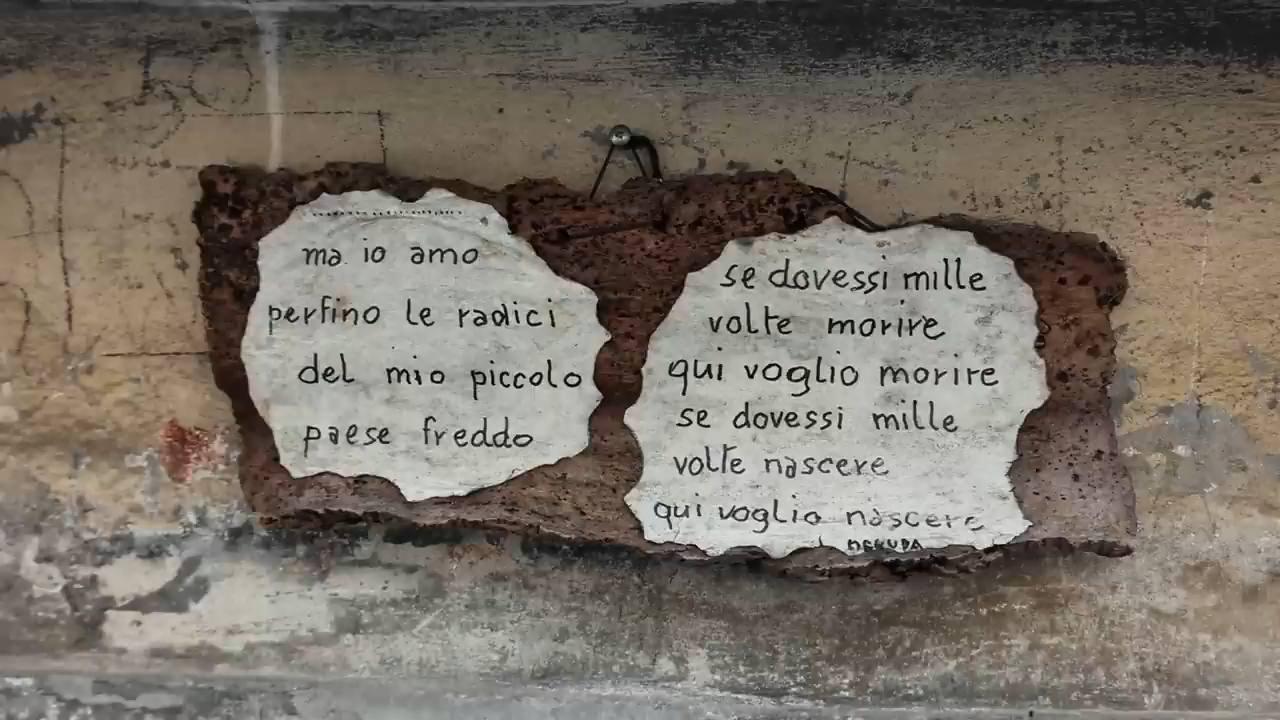 ma io amo
perfino le radici
del mio piccolo
paese freddo
se dovessi mille
volte morire
qui voglio morire
se dovessi mille
volte nascere
qui voglio nascere
NERUDA